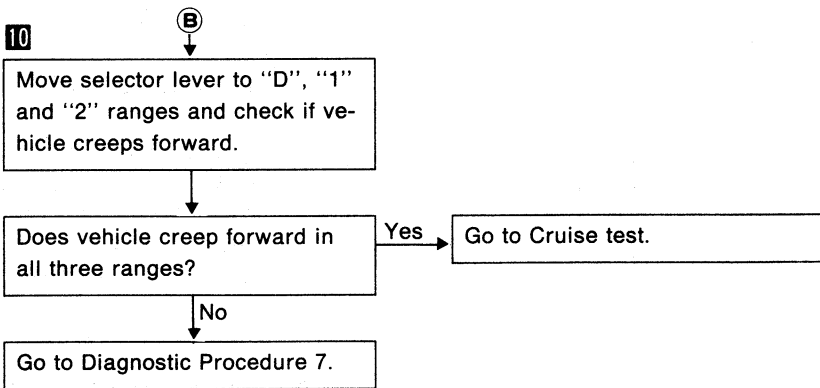 B
10
Move selector lever to “D”, “1”
and “2” ranges and check if ve-
hicle creeps forward.
Does vehicle creep forward in
all three ranges?
Yes
Go to Cruise test.
No
Go to Diagnostic Procedure 7.